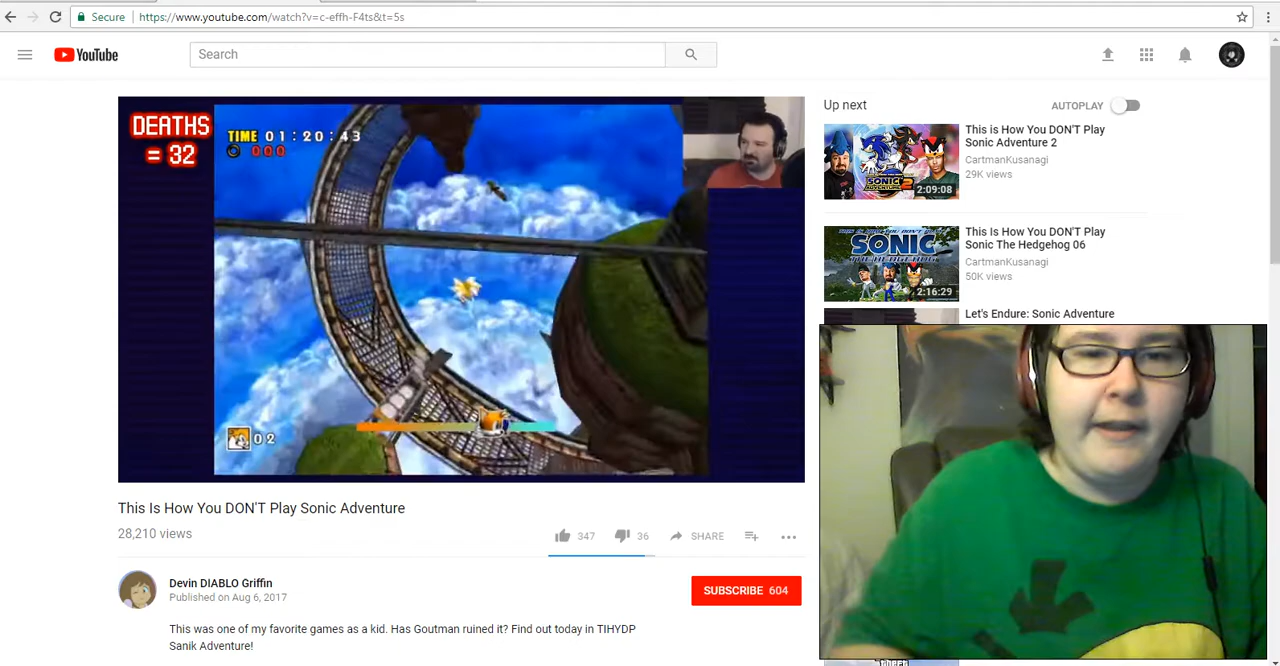 Secure https://www.youtube.com/watch?v=c-effh-F4ts&t=5s
YouTube
Search
DEATHS
= 32
TIME 01:20:43
000
02
Up next
AUTOPLAY
This is How You DON'T Play
Sonic Adventure 2
CartmanKusanagi
29K views
2:09:08
This Is How You DON'T Play
Sonic The Hedgehog 06
CartmanKusanagi
50K views
SONIC
THE HEDGEHOG
2:16:29
Let's Endure: Sonic Adventure
This Is How You DON'T Play Sonic Adventure
28,210 views
347
36
SHARE
Devin DIABLO Griffin
Published on Aug 6, 2017
SUBSCRIBE 604
This was one of my favorite games as a kid. Has Goutman ruined it? Find out today in TIHYDP
Sanik Adventure!